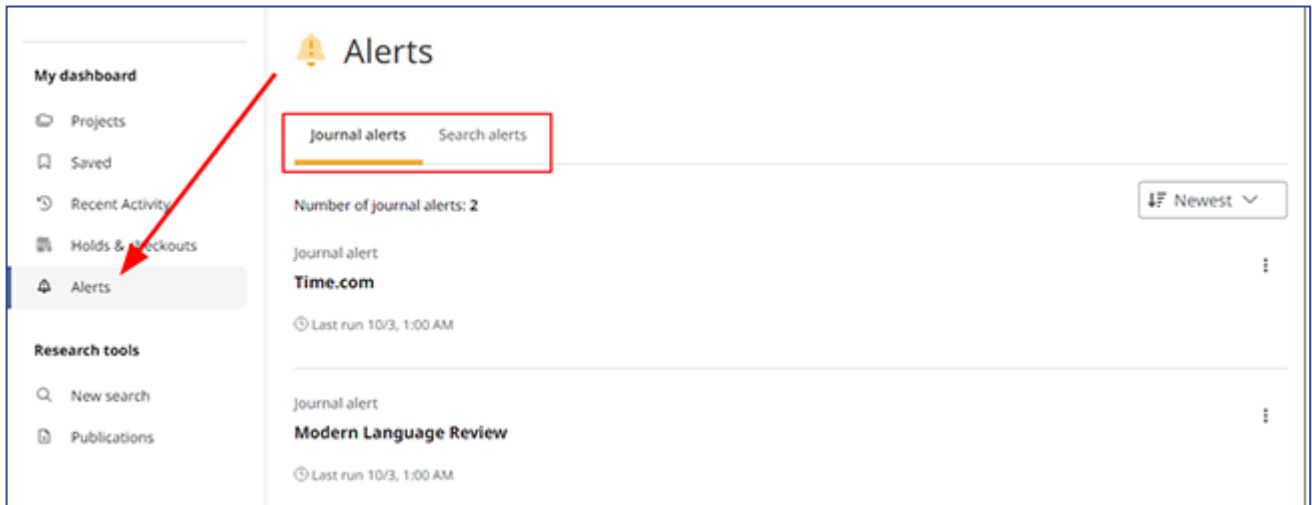 My dashboard
Projects
Saved
Recent Activity
Holds & checkouts
Alerts
Research tools
New search
Publications
Alerts
Journal alerts Search alerts
Number of journal alerts: 2
Newest
Journal alert
Time.com
Last run 10/3, 1:00 AM
Journal alert
Modern Language Review
Last run 10/3, 1:00 AM